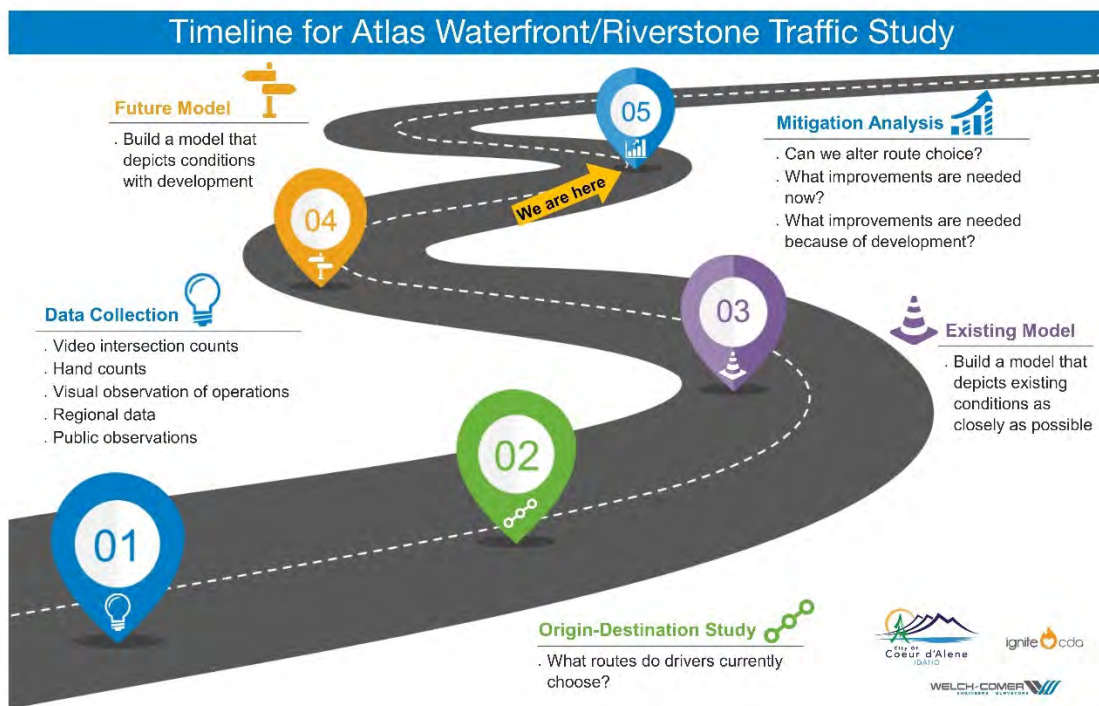 Timeline for Atlas Waterfront/Riverstone Traffic Study
Future Model
. Build a model that
depicts conditions
with development
05
Mitigation Analysis
. Can we alter route choice?
. What improvements are needed
now?
. What improvements are needed
because of development?
We are here
04
Data Collection
. Video intersection counts
. Hand counts
. Visual observation of operations
. Regional data
. Public observations
03
Existing Model
. Build a model that
depicts existing
conditions as
closely as possible
02
01
Origin-Destination Study
. What routes do drivers currently
choose?
City of
Coeur d'Alene
IDAHO
ignite cda
WELCH-COMER
ENGINEERS SURVEYORS